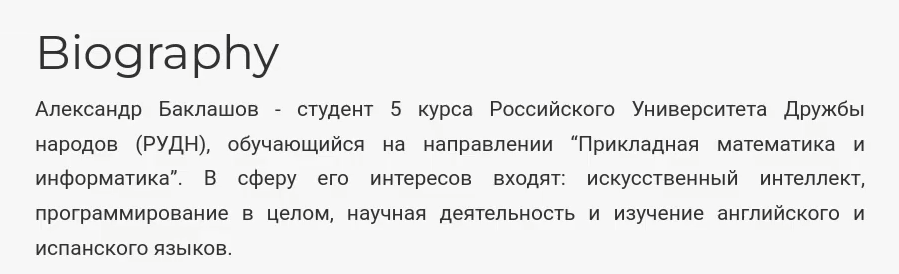 Biography
Александр Баклашов - студент 5 курса Российского Университета Дружбы
народов (РУДН), обучающийся на направлении “Прикладная математика и
информатика”. В сферу его интересов входят: искусственный интеллект,
программирование в целом, научная деятельность и изучение английского и
испанского языков.